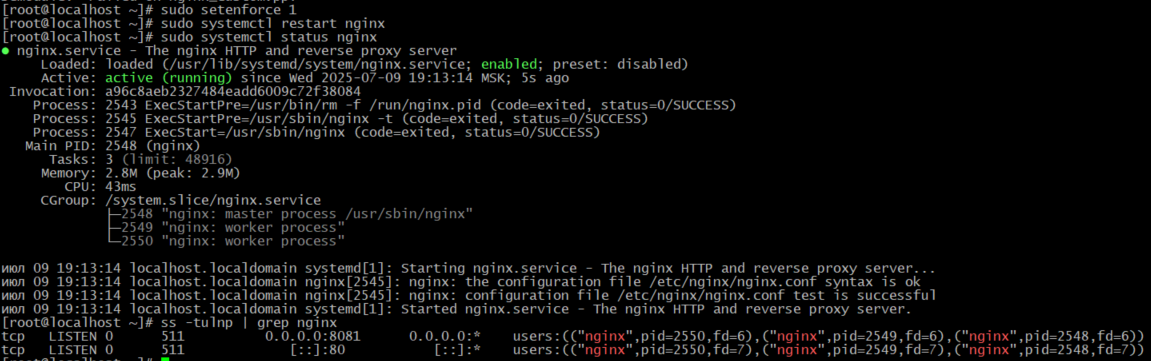 [root@localhost ~]# sudo setenforce 1
[root@localhost ~]# sudo systemctl restart nginx
[root@localhost ~]# sudo systemctl status nginx
● nginx.service - The nginx HTTP and reverse proxy server
Loaded: loaded (/usr/lib/systemd/system/nginx.service; enabled; preset: disabled)
Active: active (running) since Wed 2025-07-09 19:13:14 MSK; 5s ago
Invocation: a96c8aeb2327484eadd6009c72f38084
Process: 2543 ExecStartPre=/usr/bin/rm -f /run/nginx.pid (code=exited, status=0/SUCCESS)
Process: 2545 ExecStartPre=/usr/sbin/nginx -t (code=exited, status=0/SUCCESS)
Process: 2547 ExecStart=/usr/sbin/nginx (code=exited, status=0/SUCCESS)
Main PID: 2548 (nginx)
Tasks: 3 (limit: 48916)
Memory: 2.8M (peak: 2.9M)
CPU: 43ms
CGroup: /system.slice/nginx.service
├─2548 "nginx: master process /usr/sbin/nginx"
├─2549 "nginx: worker process"
└─2550 "nginx: worker process"
июл 09 19:13:14 localhost.localdomain systemd[1]: Starting nginx.service - The nginx HTTP and reverse proxy server...
июл 09 19:13:14 localhost.localdomain nginx[2545]: nginx: the configuration file /etc/nginx/nginx.conf syntax is ok
июл 09 19:13:14 localhost.localdomain nginx[2545]: nginx: configuration file /etc/nginx/nginx.conf test is successful
июл 09 19:13:14 localhost.localdomain systemd[1]: Started nginx.service - The nginx HTTP and reverse proxy server.
[root@localhost ~]# ss -tulnp | grep nginx
tcp LISTEN 0 511 0.0.0.0:8081 0.0.0.0:* users:(("nginx",pid=2550,fd=6),("nginx",pid=2549,fd=6),("nginx",pid=2548,fd=6))
tcp LISTEN 0 511 [::]:80 [::]:* users:(("nginx",pid=2550,fd=7),("nginx",pid=2549,fd=7),("nginx",pid=2548,fd=7))
[root@localhost ~]#